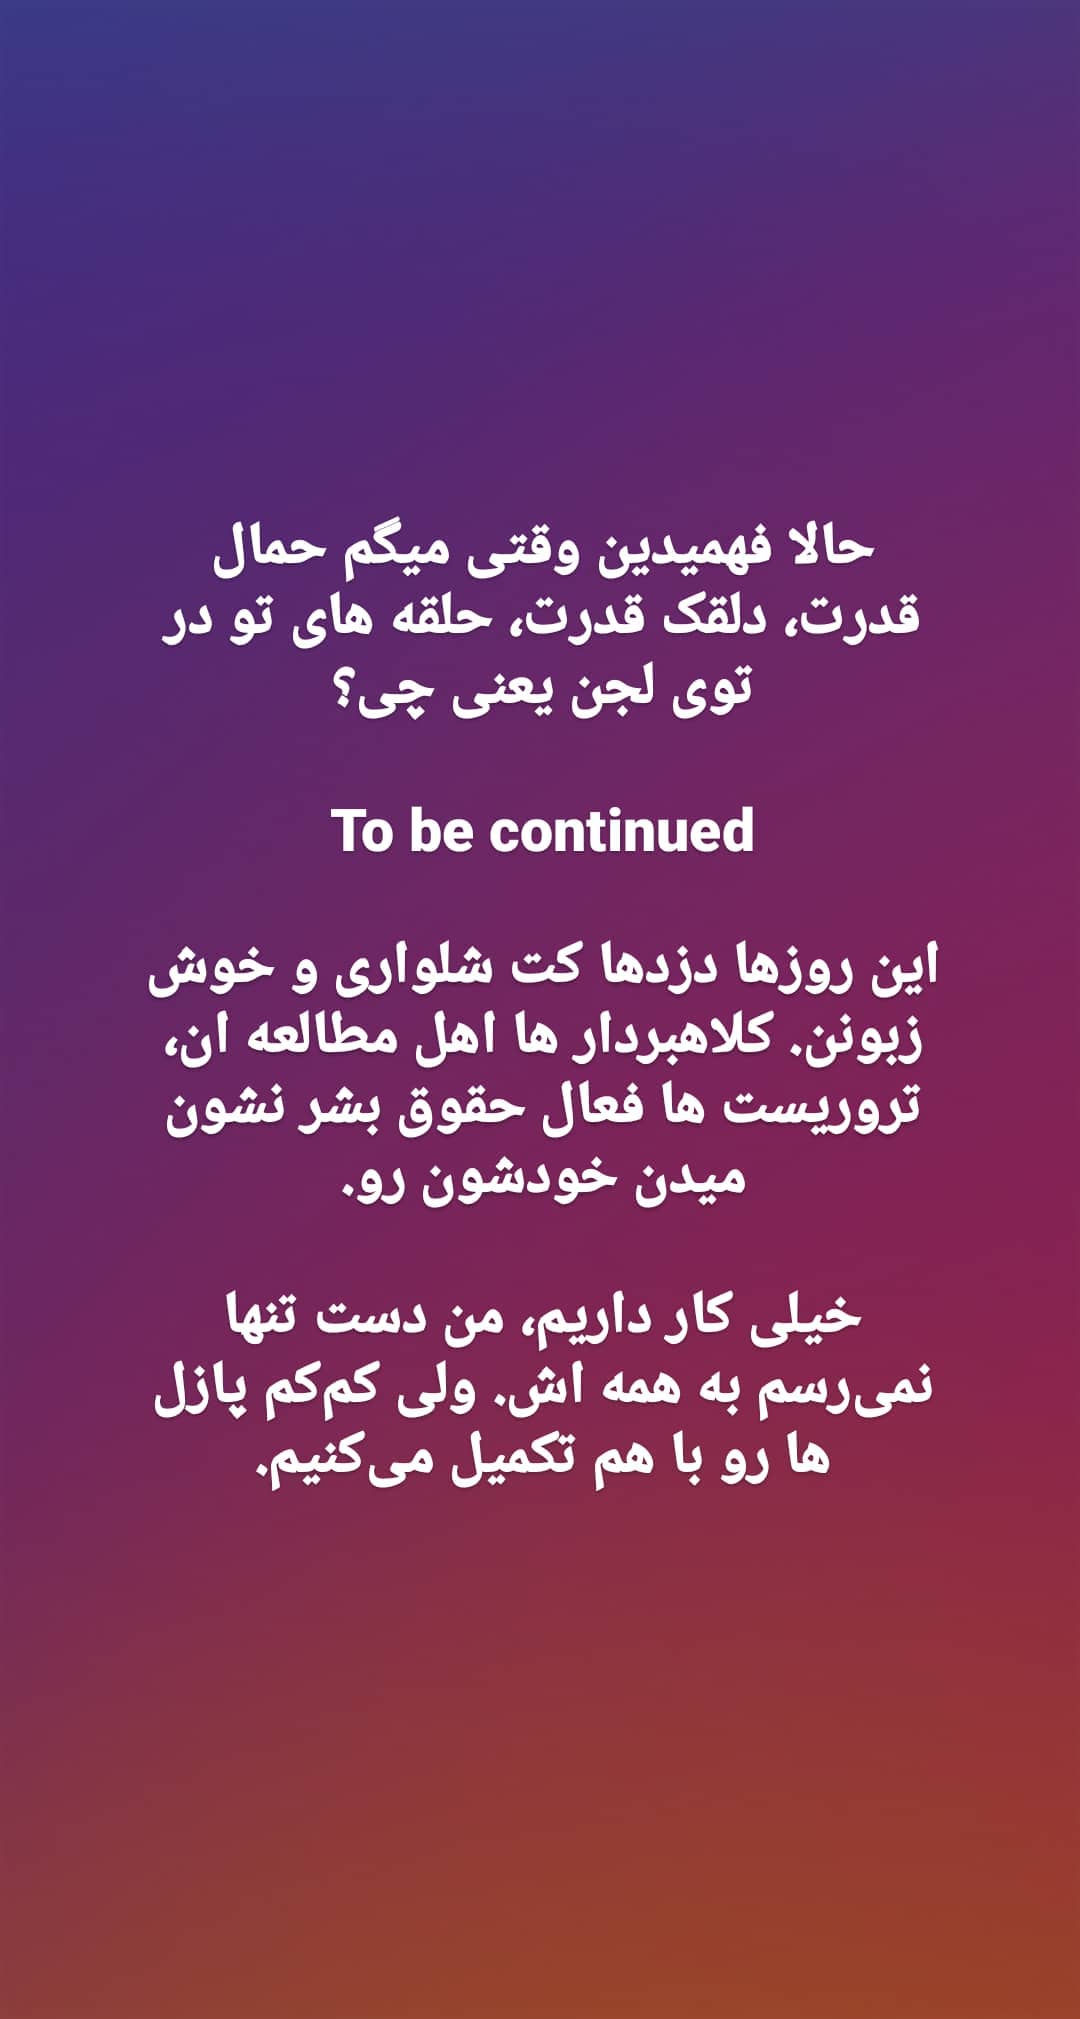 حالا فهمیدین وقتی میگم حمال
قدرت، دلقک قدرت، حلقه های تو در
توی لجن یعنی چی؟
To be continued
این روزها دزدها کت شلواری و خوش
زبونن. کلاهبردار ها اهل مطالعه ان،
تروریست ها فعال حقوق بشر نشون
میدن خودشون رو.
خیلی کار داریم، من دست تنها
نمی‌رسم به همه اش. ولی کم‌کم پازل
ها رو با هم تکمیل می‌کنیم.